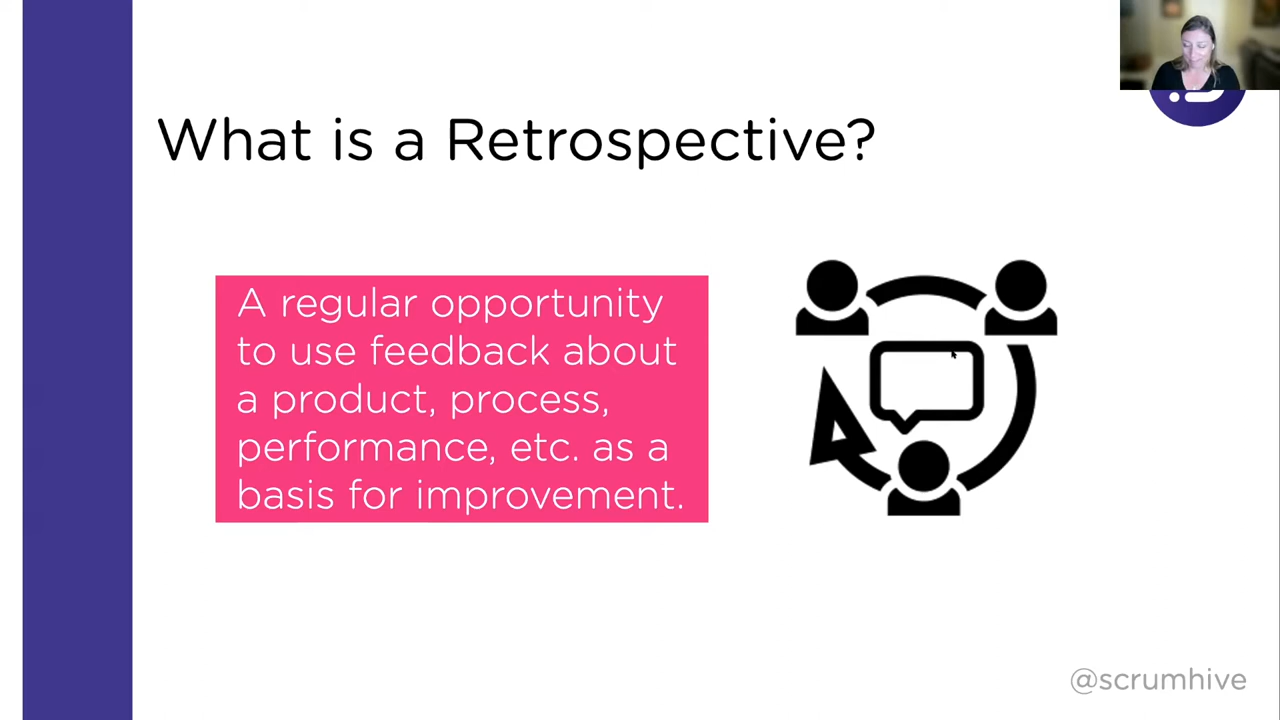 What is a Retrospective?
A regular opportunity
to use feedback about
a product, process,
performance, etc. as a
basis for improvement.
@scrumhive